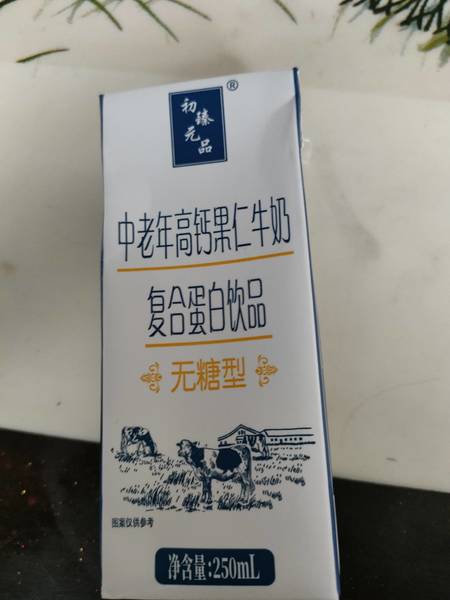 初臻
元品
®
中老年高钙果仁牛奶
复合蛋白饮品
无糖型
图案仅供参考
净含量:250mL